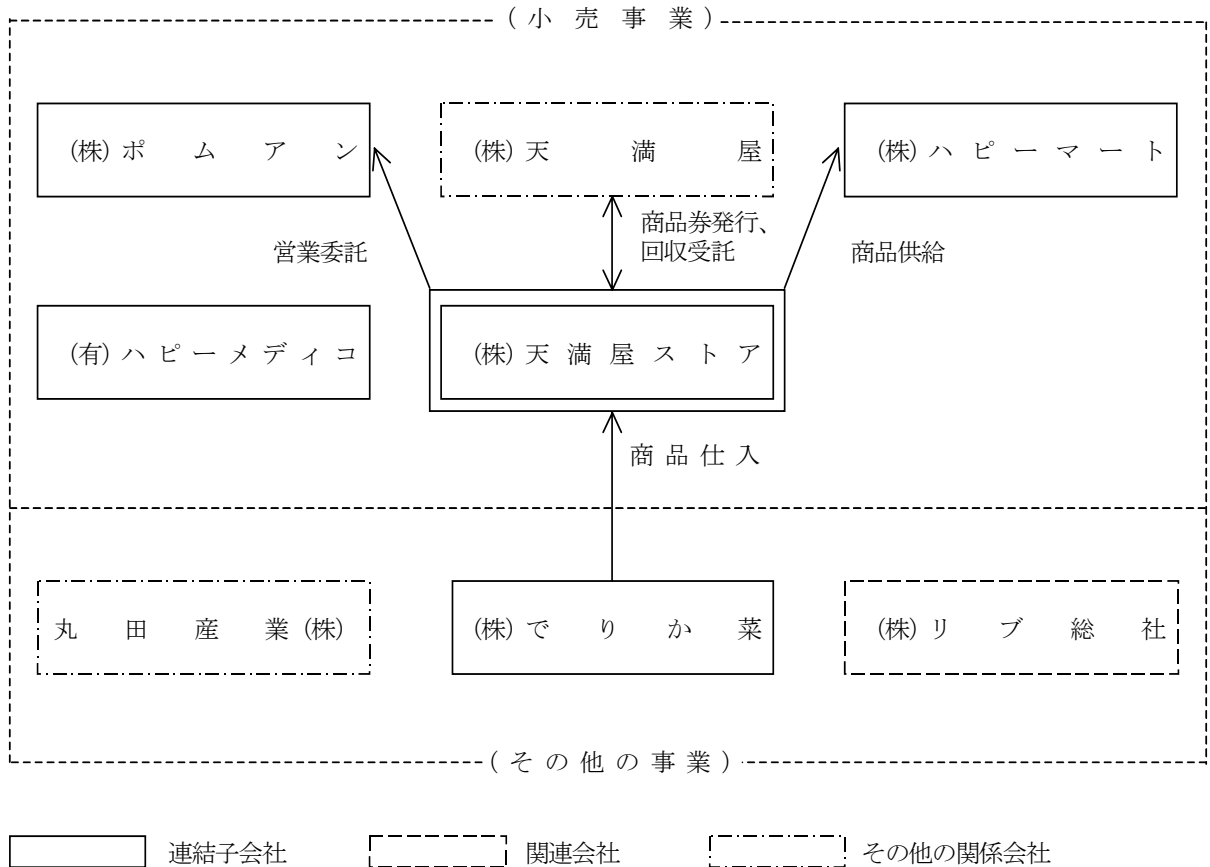 (小売事業)
(株)ポムアン
(株)天満屋
(株)ハピーマート
営業委託
商品券発行、
回収受託
商品供給
(有)ハピーメディコ
(株)天満屋ストア
商品仕入
丸田産業(株)
(株)でりか菜
(株)リブ総社
(その他の事業)
連結子会社
関連会社
その他の関係会社